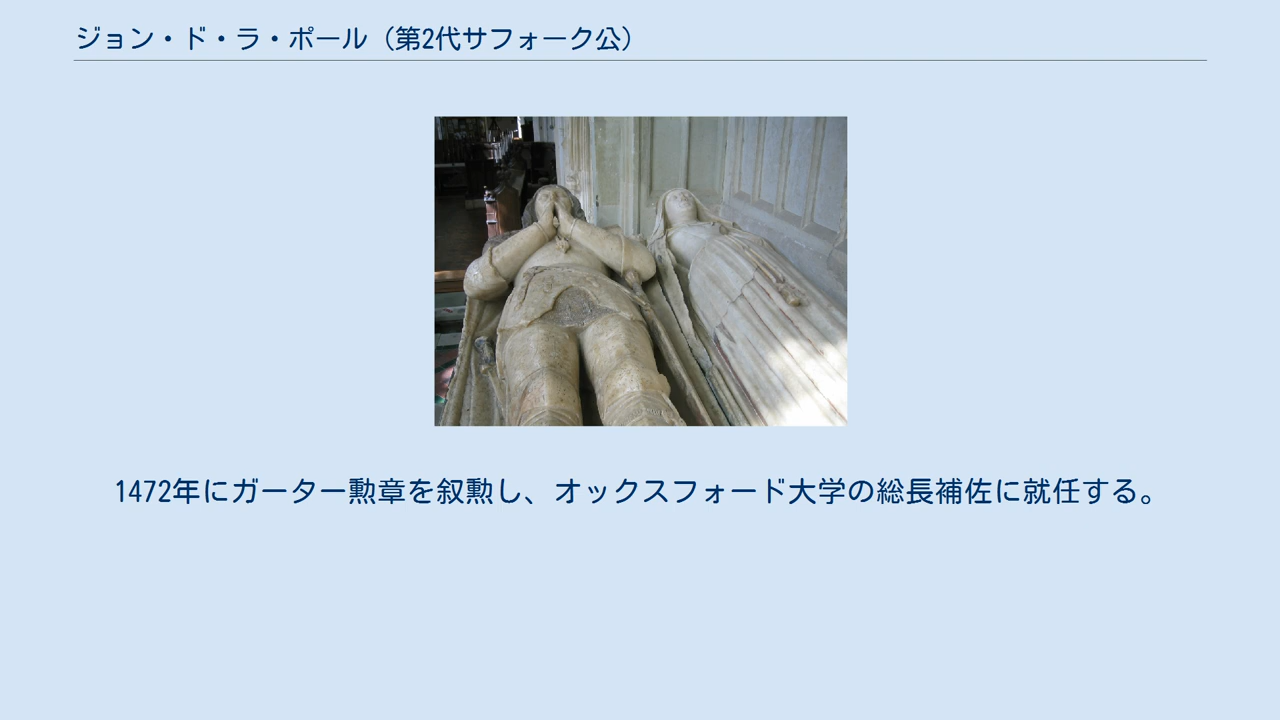 ジョン・ド・ラ・ポール（第2代サフォーク公）
1472年にガーター勲章を叙勲し、オックスフォード大学の総長補佐に就任する。